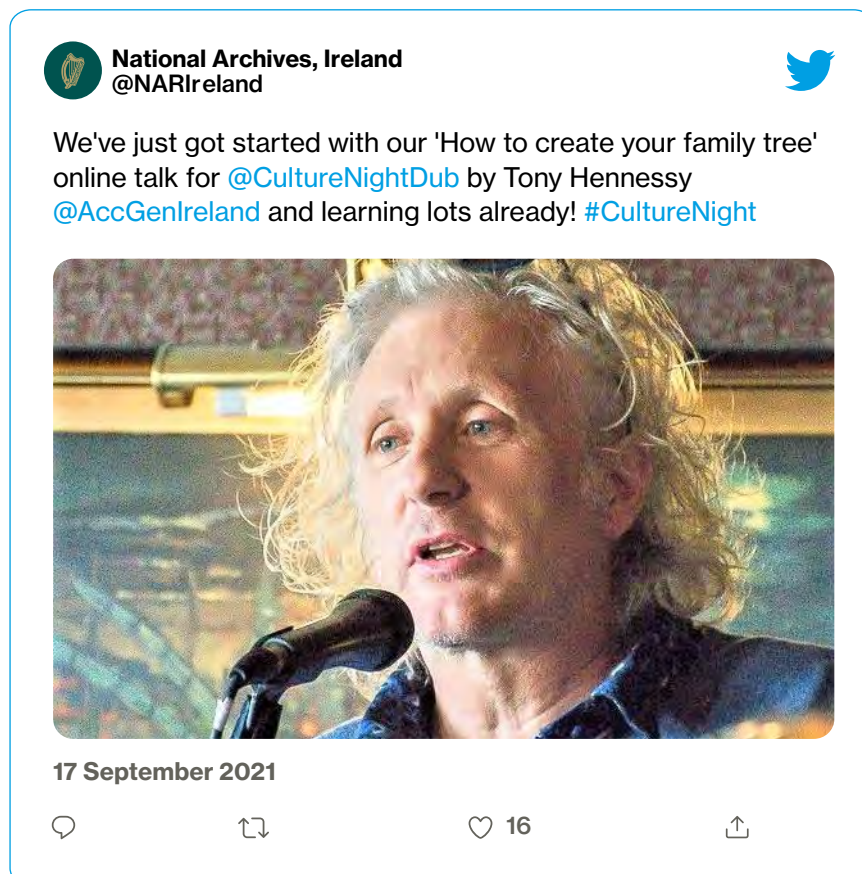 National Archives, Ireland
@NARIreland
We've just got started with our 'How to create your family tree'
online talk for @CultureNightDub by Tony Hennessy
@AccGenIreland and learning lots already! #CultureNight
17 September 2021
16